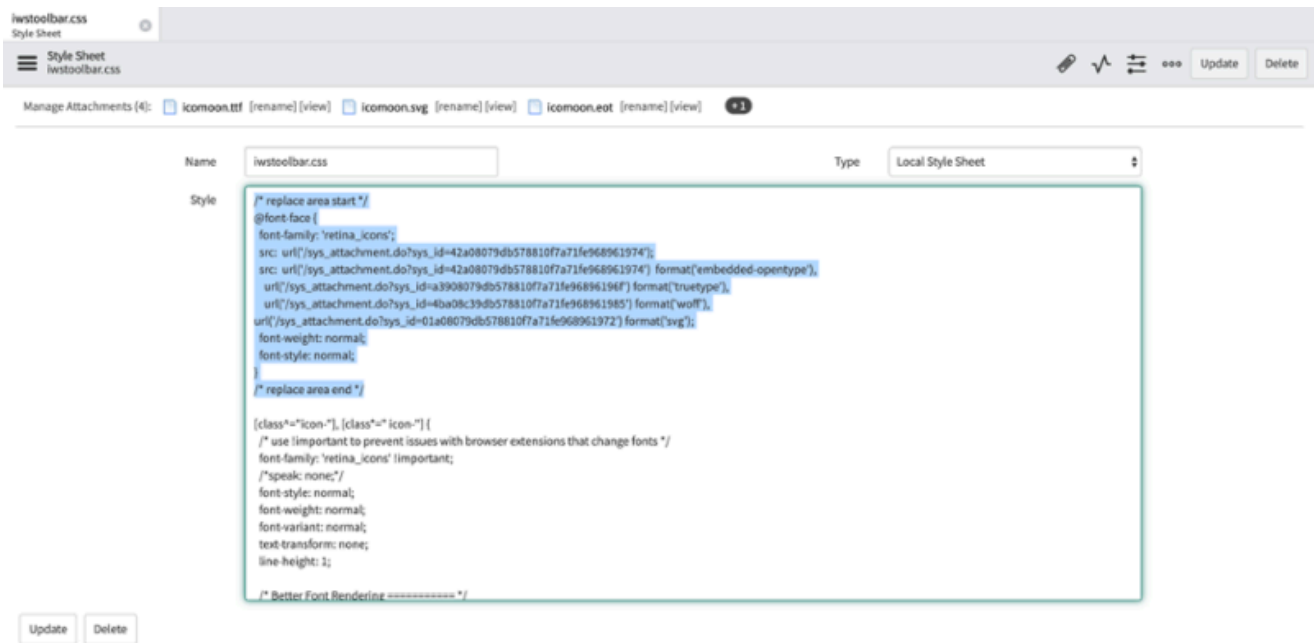 iwstoolbar.css
Style Sheet
Style Sheet
iwstoolbar.css
Update
Delete
Manage Attachments (4):
icomoon.ttf [rename] [view]
icomoon.svg [rename] [view]
icomoon.eot [rename] [view]
+1
Name
iwstoolbar.css
Type
Local Style Sheet
Style
/* replace area start */
@font-face {
font-family: 'retina_icons';
src: url('/sys_attachment.do?sys_id=42a08079db578810f7a71fe968961974');
src: url('/sys_attachment.do?sys_id=42a08079db578810f7a71fe968961974') format('embedded-opentype'),
url('/sys_attachment.do?sys_id=a3908079db578810f7a71fe96896196f') format('truetype'),
url('/sys_attachment.do?sys_id=4ba08c39db578810f7a71fe968961985') format('woff'),
url('/sys_attachment.do?sys_id=01a08079db578810f7a71fe968961972') format('svg');
font-weight: normal;
font-style: normal;
}
/* replace area end */
[class^="icon-"], [class*=" icon-"] {
/* use !important to prevent issues with browser extensions that change fonts */
font-family: 'retina_icons' !important;
/*speak: none;*/
font-style: normal;
font-weight: normal;
font-variant: normal;
text-transform: none;
line-height: 1;
/* Better Font Rendering =========== */
Update
Delete